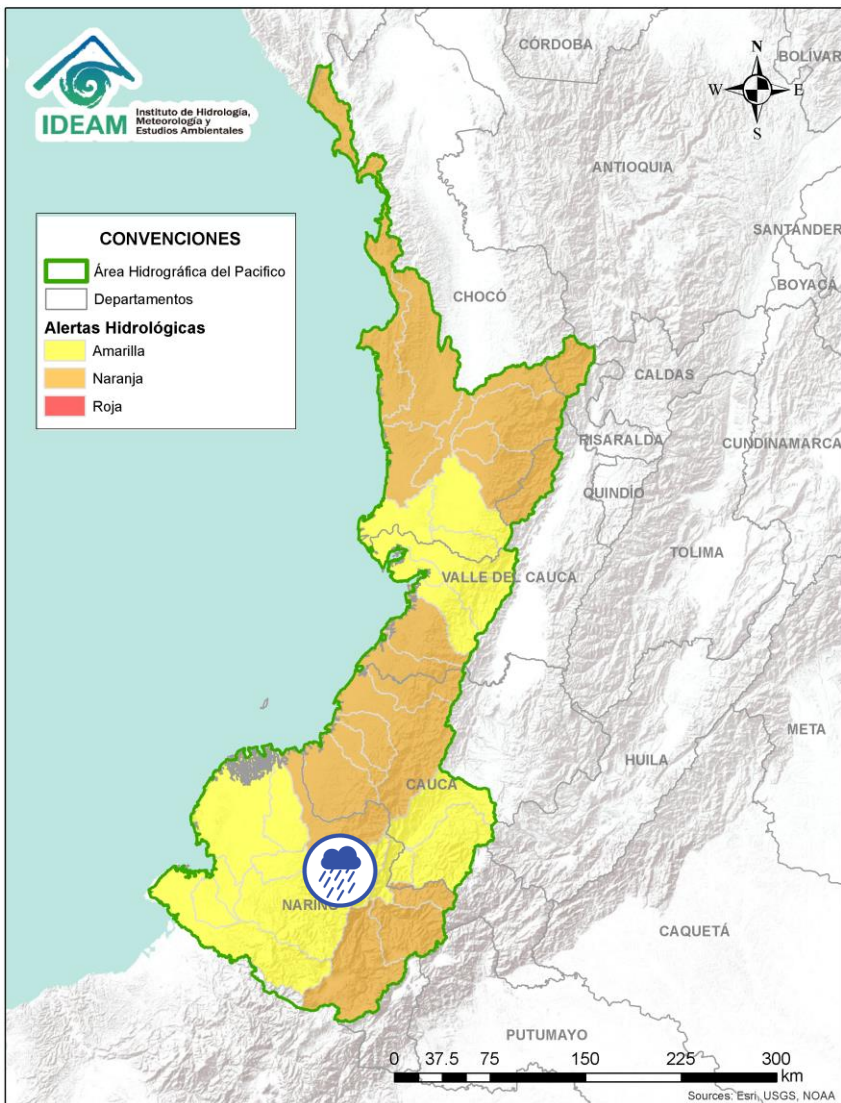 IDEAM
Instituto de Hidrología,
Meteorología y
Estudios Ambientales
CÓRDOBA
BOLÍVAR
N
W
E
S
ANTIOQUIA
SANTANDER
BOYACÁ
CONVENCIONES
Área Hidrográfica del Pacifico
Departamentos
Alertas Hidrológicas
Amarilla
Naranja
Roja
CHOCÓ
CALDAS
RISARALDA
CUNDINAMARCA
QUINDÍO
TOLIMA
VALLE DEL CAUCA
META
HUILA
CAUCA
NARIÑO
CAQUETÁ
PUTUMAYO
0 37.5 75 150 225 300
km
Sources: Esri, USGS, NOAA